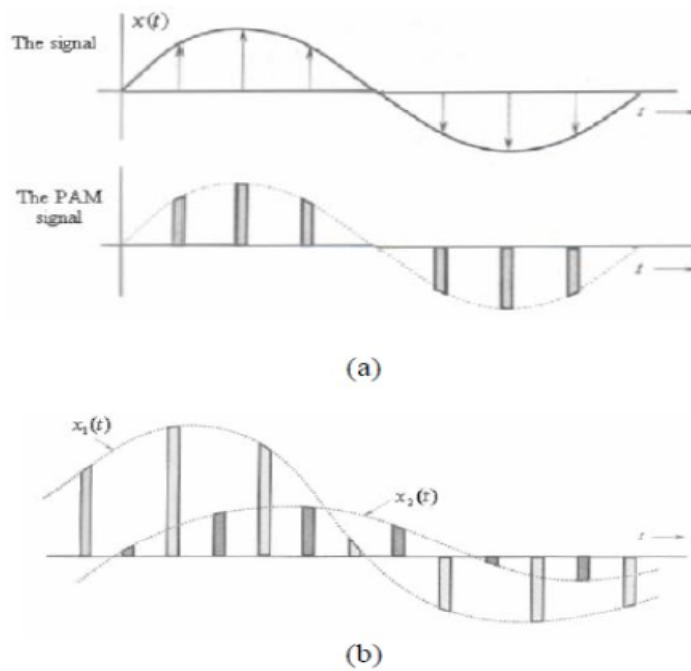 x(t)
The signal
t
The PAM
signal
t
(a)
x₁(t)
x₂(t)
t
(b)